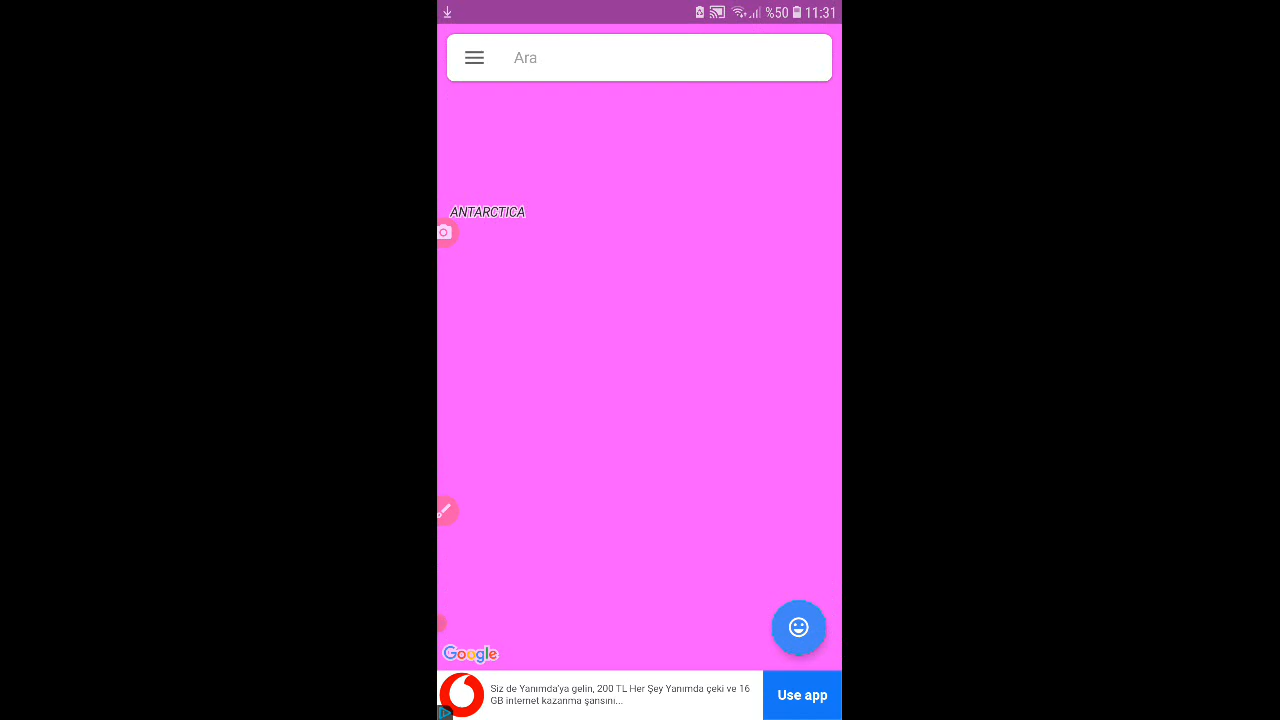 %50 11:31
Ara
ANTARCTICA
Google
Siz de Yanımda'ya gelin, 200 TL Her Şey Yanımda çeki ve 16
GB internet kazanma şansını...
Use app